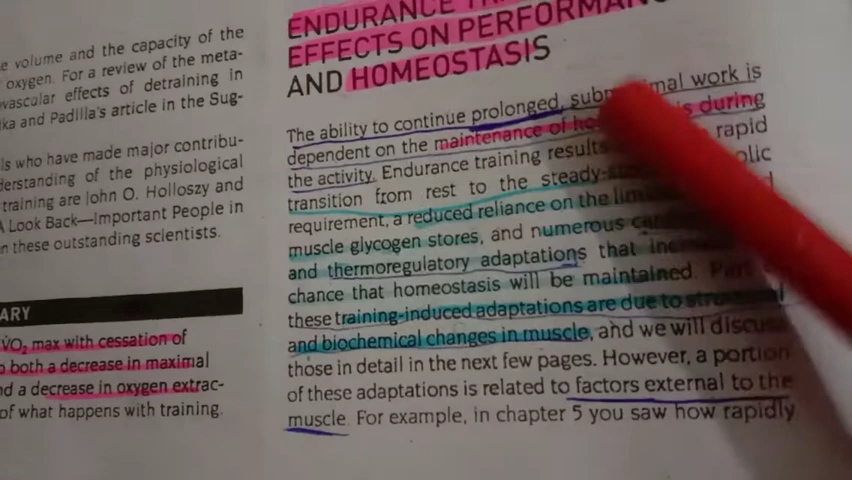 e volume and the capacity of the
oxygen. For a review of the meta-
vascular effects of detraining in
ka and Padilla's article in the Sug-
ls who have made major contribu-
derstanding of the physiological
training are John O. Holloszy and
A Look Back—Important People in
n these outstanding scientists.
ARY
V̇O2 max with cessation of
o both a decrease in maximal
nd a decrease in oxygen extrac-
of what happens with training.
ENDURANCE
EFFECTS ON PERFORMANC
AND HOMEOSTASIS
The ability to continue prolonged, sub mal work is
dependent on the maintenance of ho is during
the activity. Endurance training results rapid
transition from rest to the steady-s olic
requirement, a reduced reliance on the lim d
muscle glycogen stores, and numerous
and thermoregulatory adaptations that inc
chance that homeostasis will be maintained.
these training-induced adaptations are due to
and biochemical changes in muscle, and we will discuss
those in detail in the next few pages. However, a portion
of these adaptations is related to factors external to the
muscle. For example, in chapter 5 you saw how rapidly